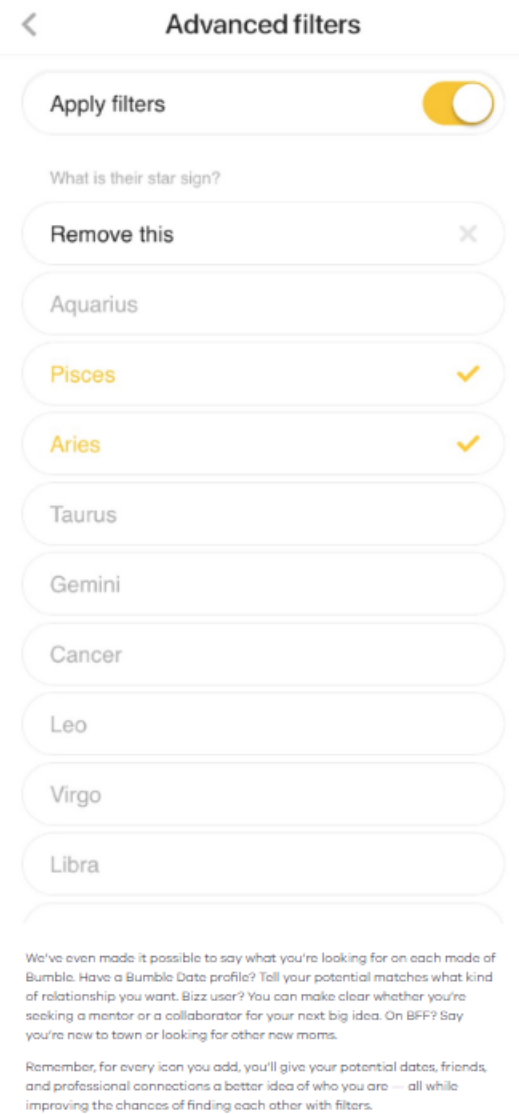 Advanced filters
Apply filters
What is their star sign?
Remove this
Aquarius
Pisces
Aries
Taurus
Gemini
Cancer
Leo
Virgo
Libra
We've even made it possible to say what you're looking for on each mode of
Bumble. Have a Bumble Date profile? Tell your potential matches what kind
of relationship you want. Bizz user? You can make clear whether you're
seeking a mentor or a collaborator for your next big idea. On BFF? Say
you're new to town or looking for other new moms.
Remember, for every icon you add, you'll give your potential dates, friends,
and professional connections a better idea of who you are — all while
improving the chances of finding each other with filters.